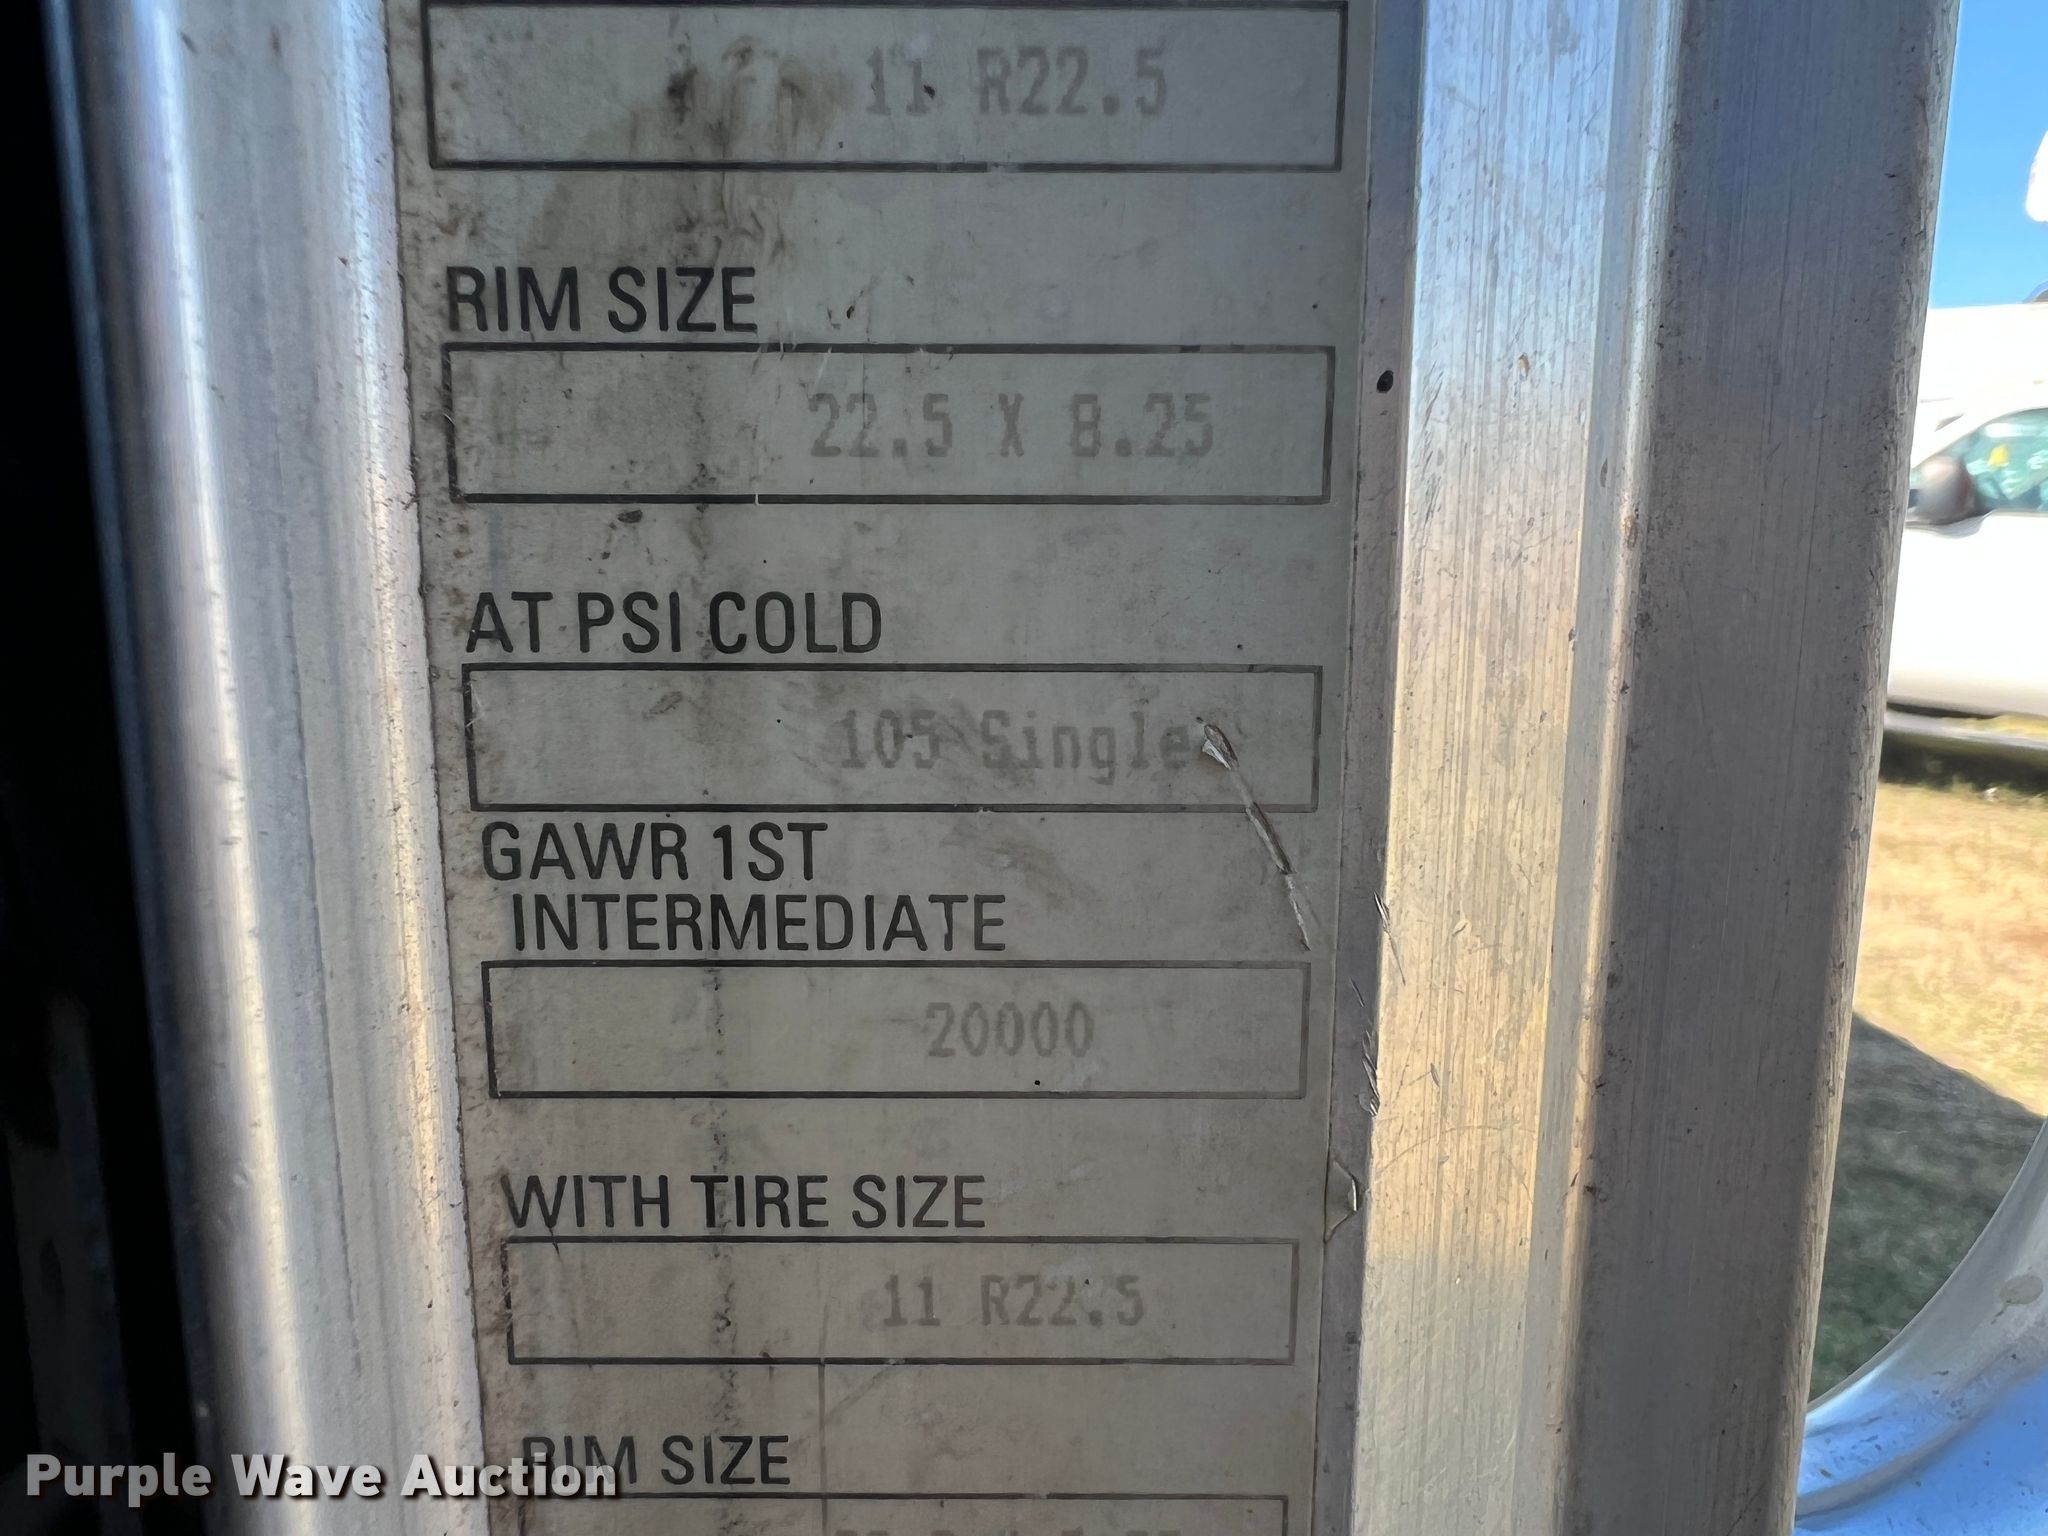 11 R22.5
RIM SIZE
22.5 X 8.25
AT PSI COLD
105 Single
GAWR 1ST
INTERMEDIATE
20000
WITH TIRE SIZE
11 R22.5
RIM SIZE
Purple Wave Auction